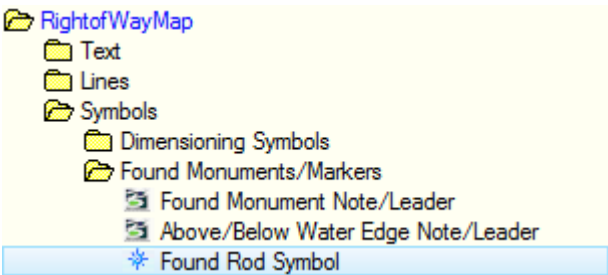 RightofWayMap
Text
Lines
Symbols
Dimensioning Symbols
Found Monuments/Markers
Found Monument Note/Leader
Above/Below Water Edge Note/Leader
Found Rod Symbol